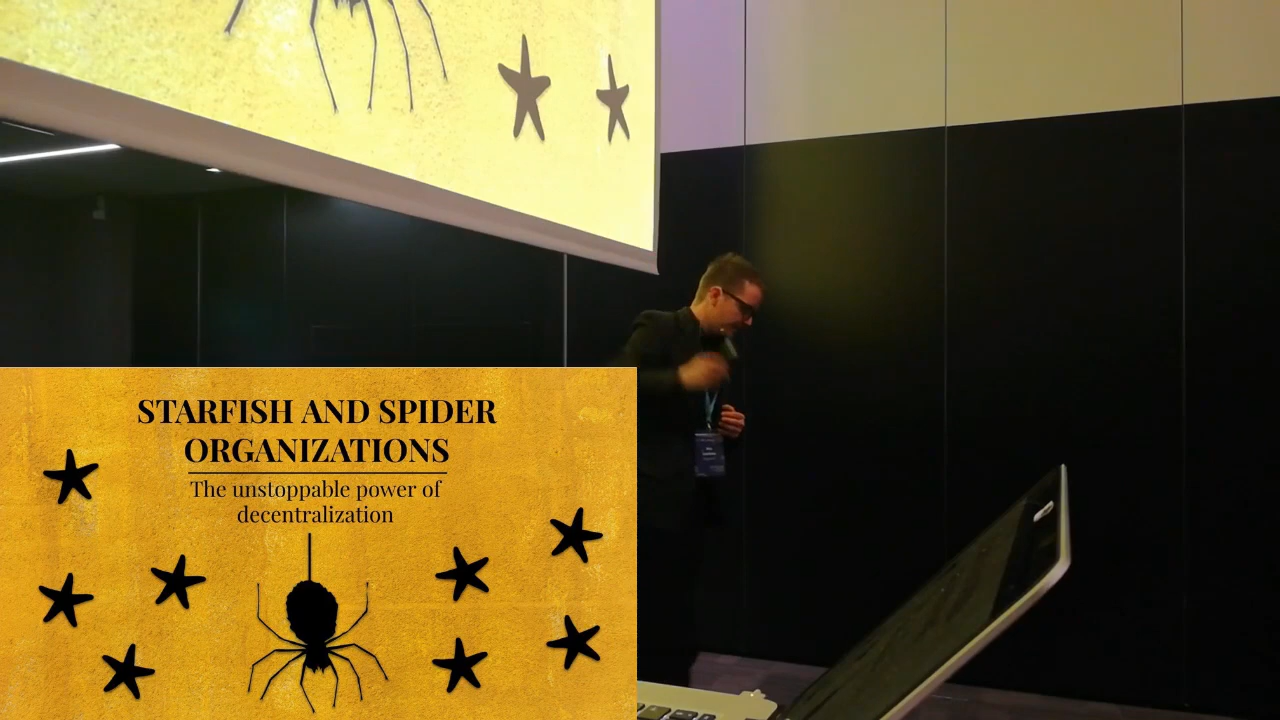 STARFISH AND SPIDER
ORGANIZATIONS
The unstoppable power of
decentralization